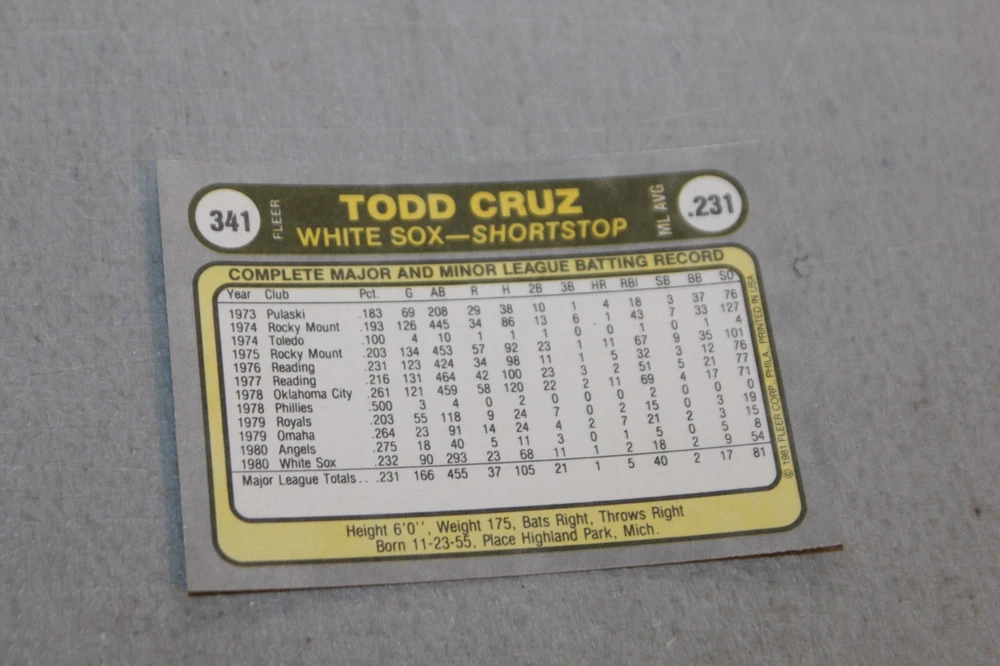 341
FLEER
TODD CRUZ
WHITE SOX—SHORTSTOP
ML AVG
.231
COMPLETE MAJOR AND MINOR LEAGUE BATTING RECORD
Year Club Pct. G AB R H 2B 3B HR RBI SB BB SO
1973 Pulaski .183 69 208 29 38 10 1 4 18 3 37 76
1974 Rocky Mount .193 126 445 34 86 13 6 1 43 7 33 127
1974 Toledo .100 4 10 1 1 1 0 0 1 0 1 4
1975 Rocky Mount .203 134 453 57 92 23 1 11 67 9 35 101
1976 Reading .231 123 424 34 98 11 1 5 32 3 12 76
1977 Reading .216 131 464 42 100 23 3 2 51 5 21 77
1978 Oklahoma City .261 121 459 58 120 22 2 11 69 4 17 71
1978 Phillies .500 3 4 0 2 0 0 0 2 0 0 0
1979 Royals .203 55 118 9 24 7 0 2 15 0 3 19
1979 Omaha .264 23 91 14 24 4 2 7 21 2 3 15
1980 Angels .275 18 40 5 11 3 0 1 5 0 5 8
1980 White Sox .232 90 293 23 68 11 1 2 18 2 9 54
Major League Totals.. .231 166 455 37 105 21 1 5 40 2 17 81
Height 6'0'', Weight 175, Bats Right, Throws Right
Born 11-23-55, Place Highland Park, Mich.
© 1981 FLEER CORP., PHILA., PRINTED IN USA